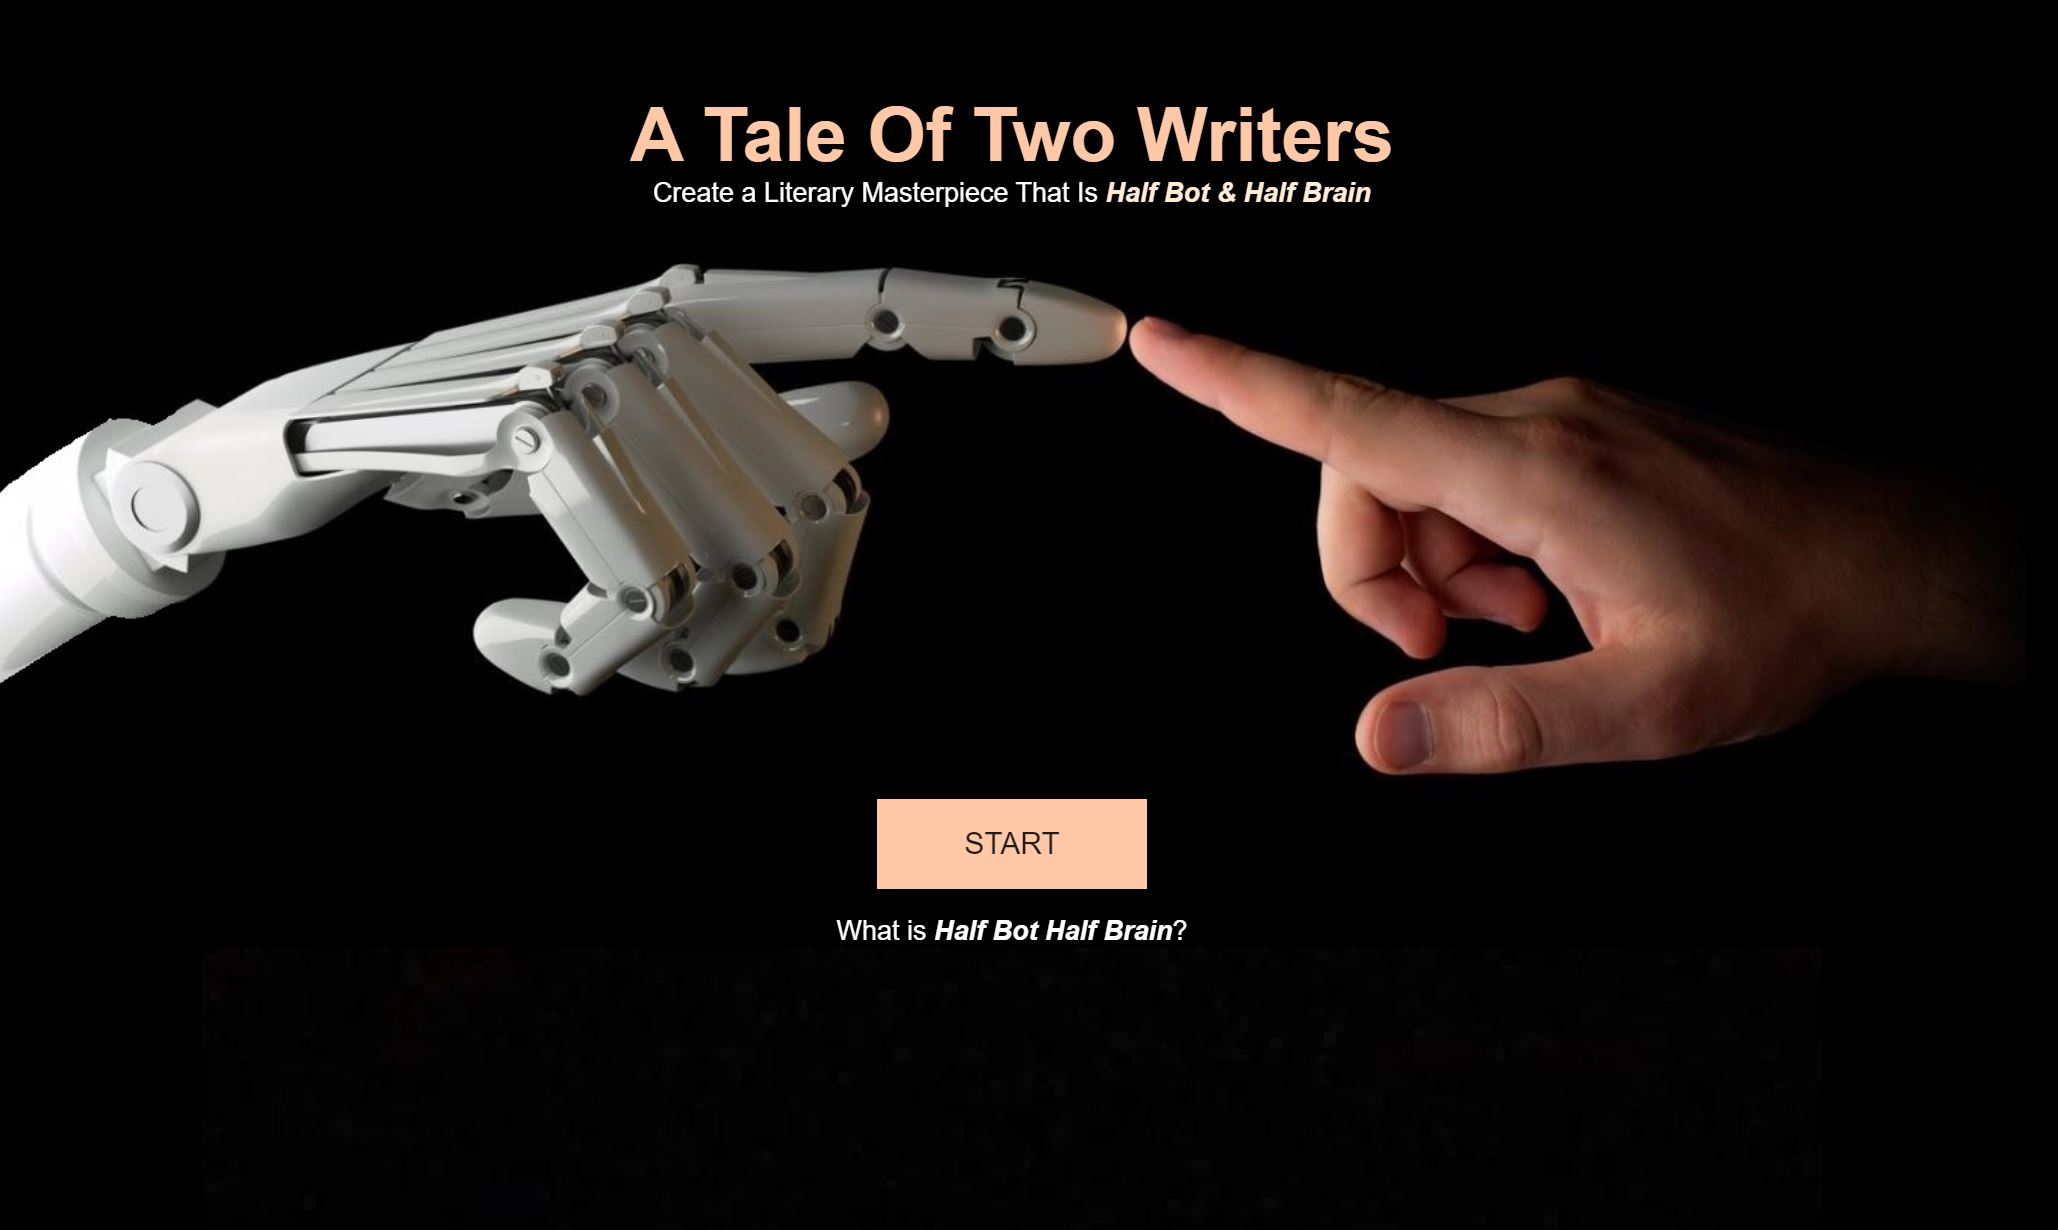 A Tale Of Two Writers
Create a Literary Masterpiece That Is Half Bot & Half Brain
START
What is Half Bot Half Brain?